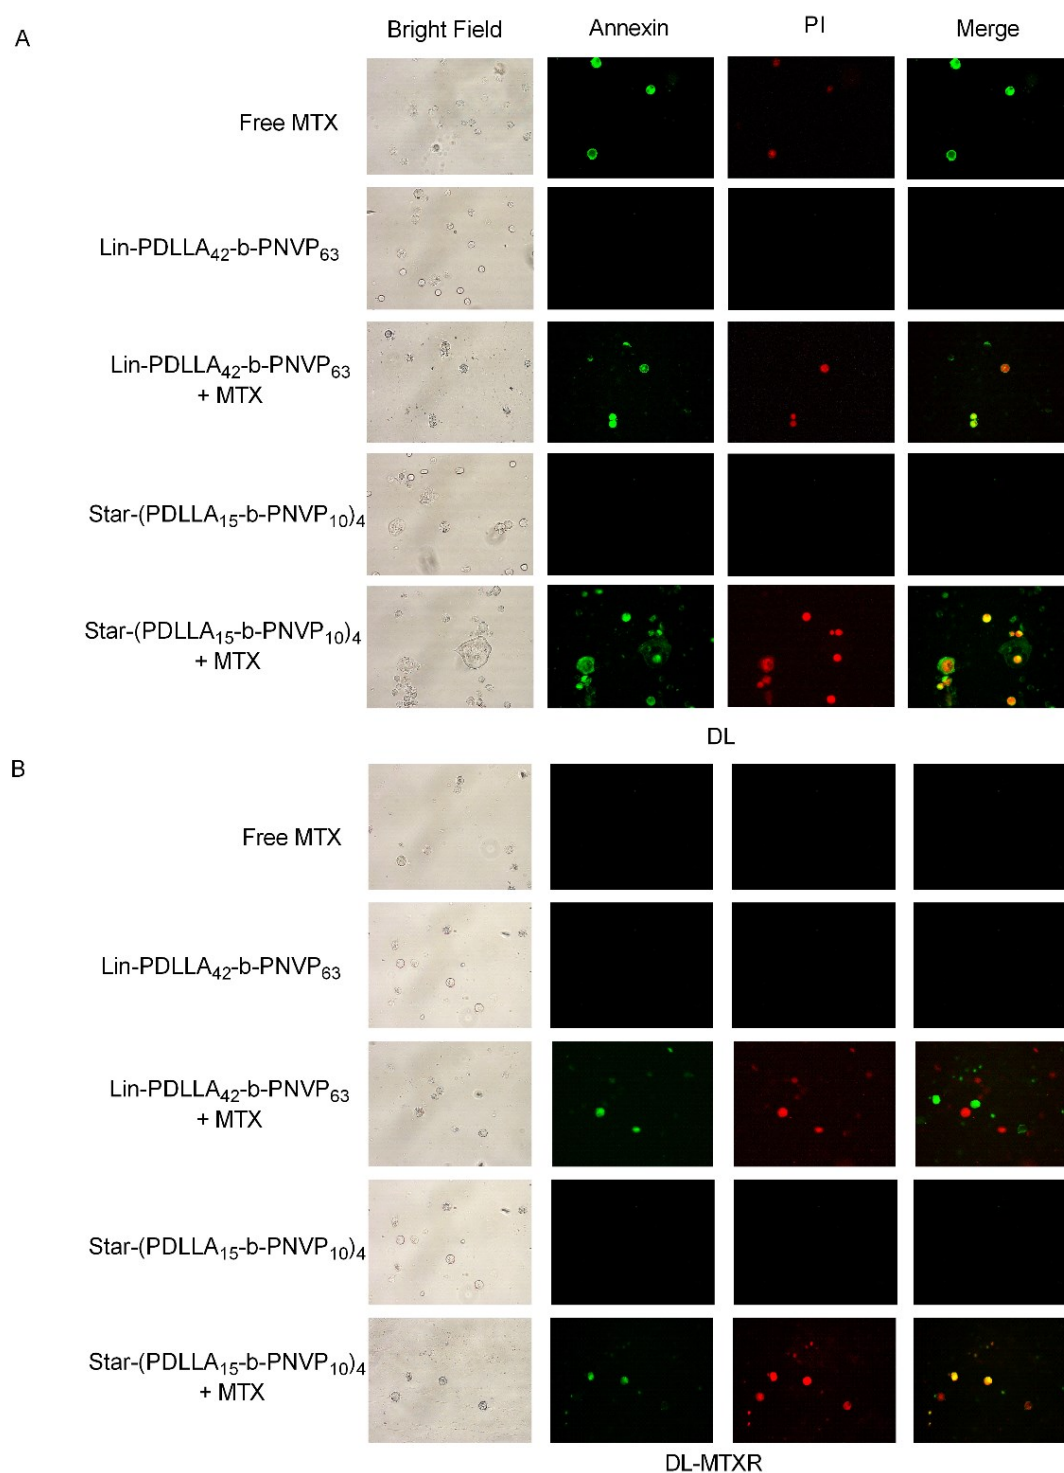 A
Bright Field
Annexin
PI
Merge
Free MTX
Lin-PDLLA42-b-PNVP63
Lin-PDLLA42-b-PNVP63
+ MTX
Star-(PDLLA15-b-PNVP10)4
Star-(PDLLA15-b-PNVP10)4
+ MTX
DL
B
Free MTX
Lin-PDLLA42-b-PNVP63
Lin-PDLLA42-b-PNVP63
+ MTX
Star-(PDLLA15-b-PNVP10)4
Star-(PDLLA15-b-PNVP10)4
+ MTX
DL-MTXR